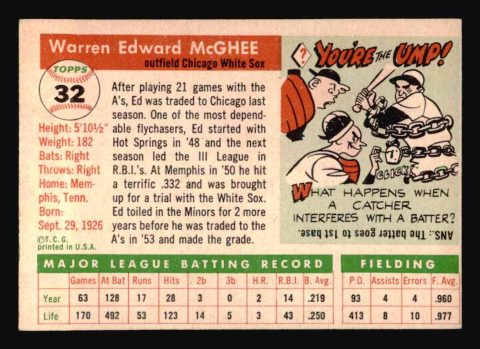 Warren Edward McGHEE
outfield Chicago White Sox
TOPPS
32
Height: 5'10½"
Weight: 182
Bats: Right
Throws: Right
Home: Mem-
phis, Tenn.
Born:
Sept. 29, 1926
©T.C.G.
printed in U.S.A.
After playing 21 games with the
A's, Ed was traded to Chicago last
season. One of the most depend-
able flychasers, Ed started with
Hot Springs in '48 and the next
season led the III League in
R.B.I.'s. At Memphis in '50 he hit
a terrific .332 and was brought
up for a trial with the White Sox.
Ed toiled in the Minors for 2 more
years before he was traded to the
A's in '53 and made the grade.
? YOU'RE THE UMP!
CLICK
WHAT HAPPENS WHEN
A CATCHER
INTERFERES WITH A BATTER?
ANS.: The batter goes to 1st base.
MAJOR LEAGUE BATTING RECORD FIELDING
Games At Bat Runs Hits 2b 3b H.R. R.B.I. B. Avg. P.O. Assists Errors F. Avg.
Year 63 128 17 28 3 0 2 14 .219 93 4 4 .960
Life 170 492 53 123 14 4 3 43 .250 413 8 10 .977